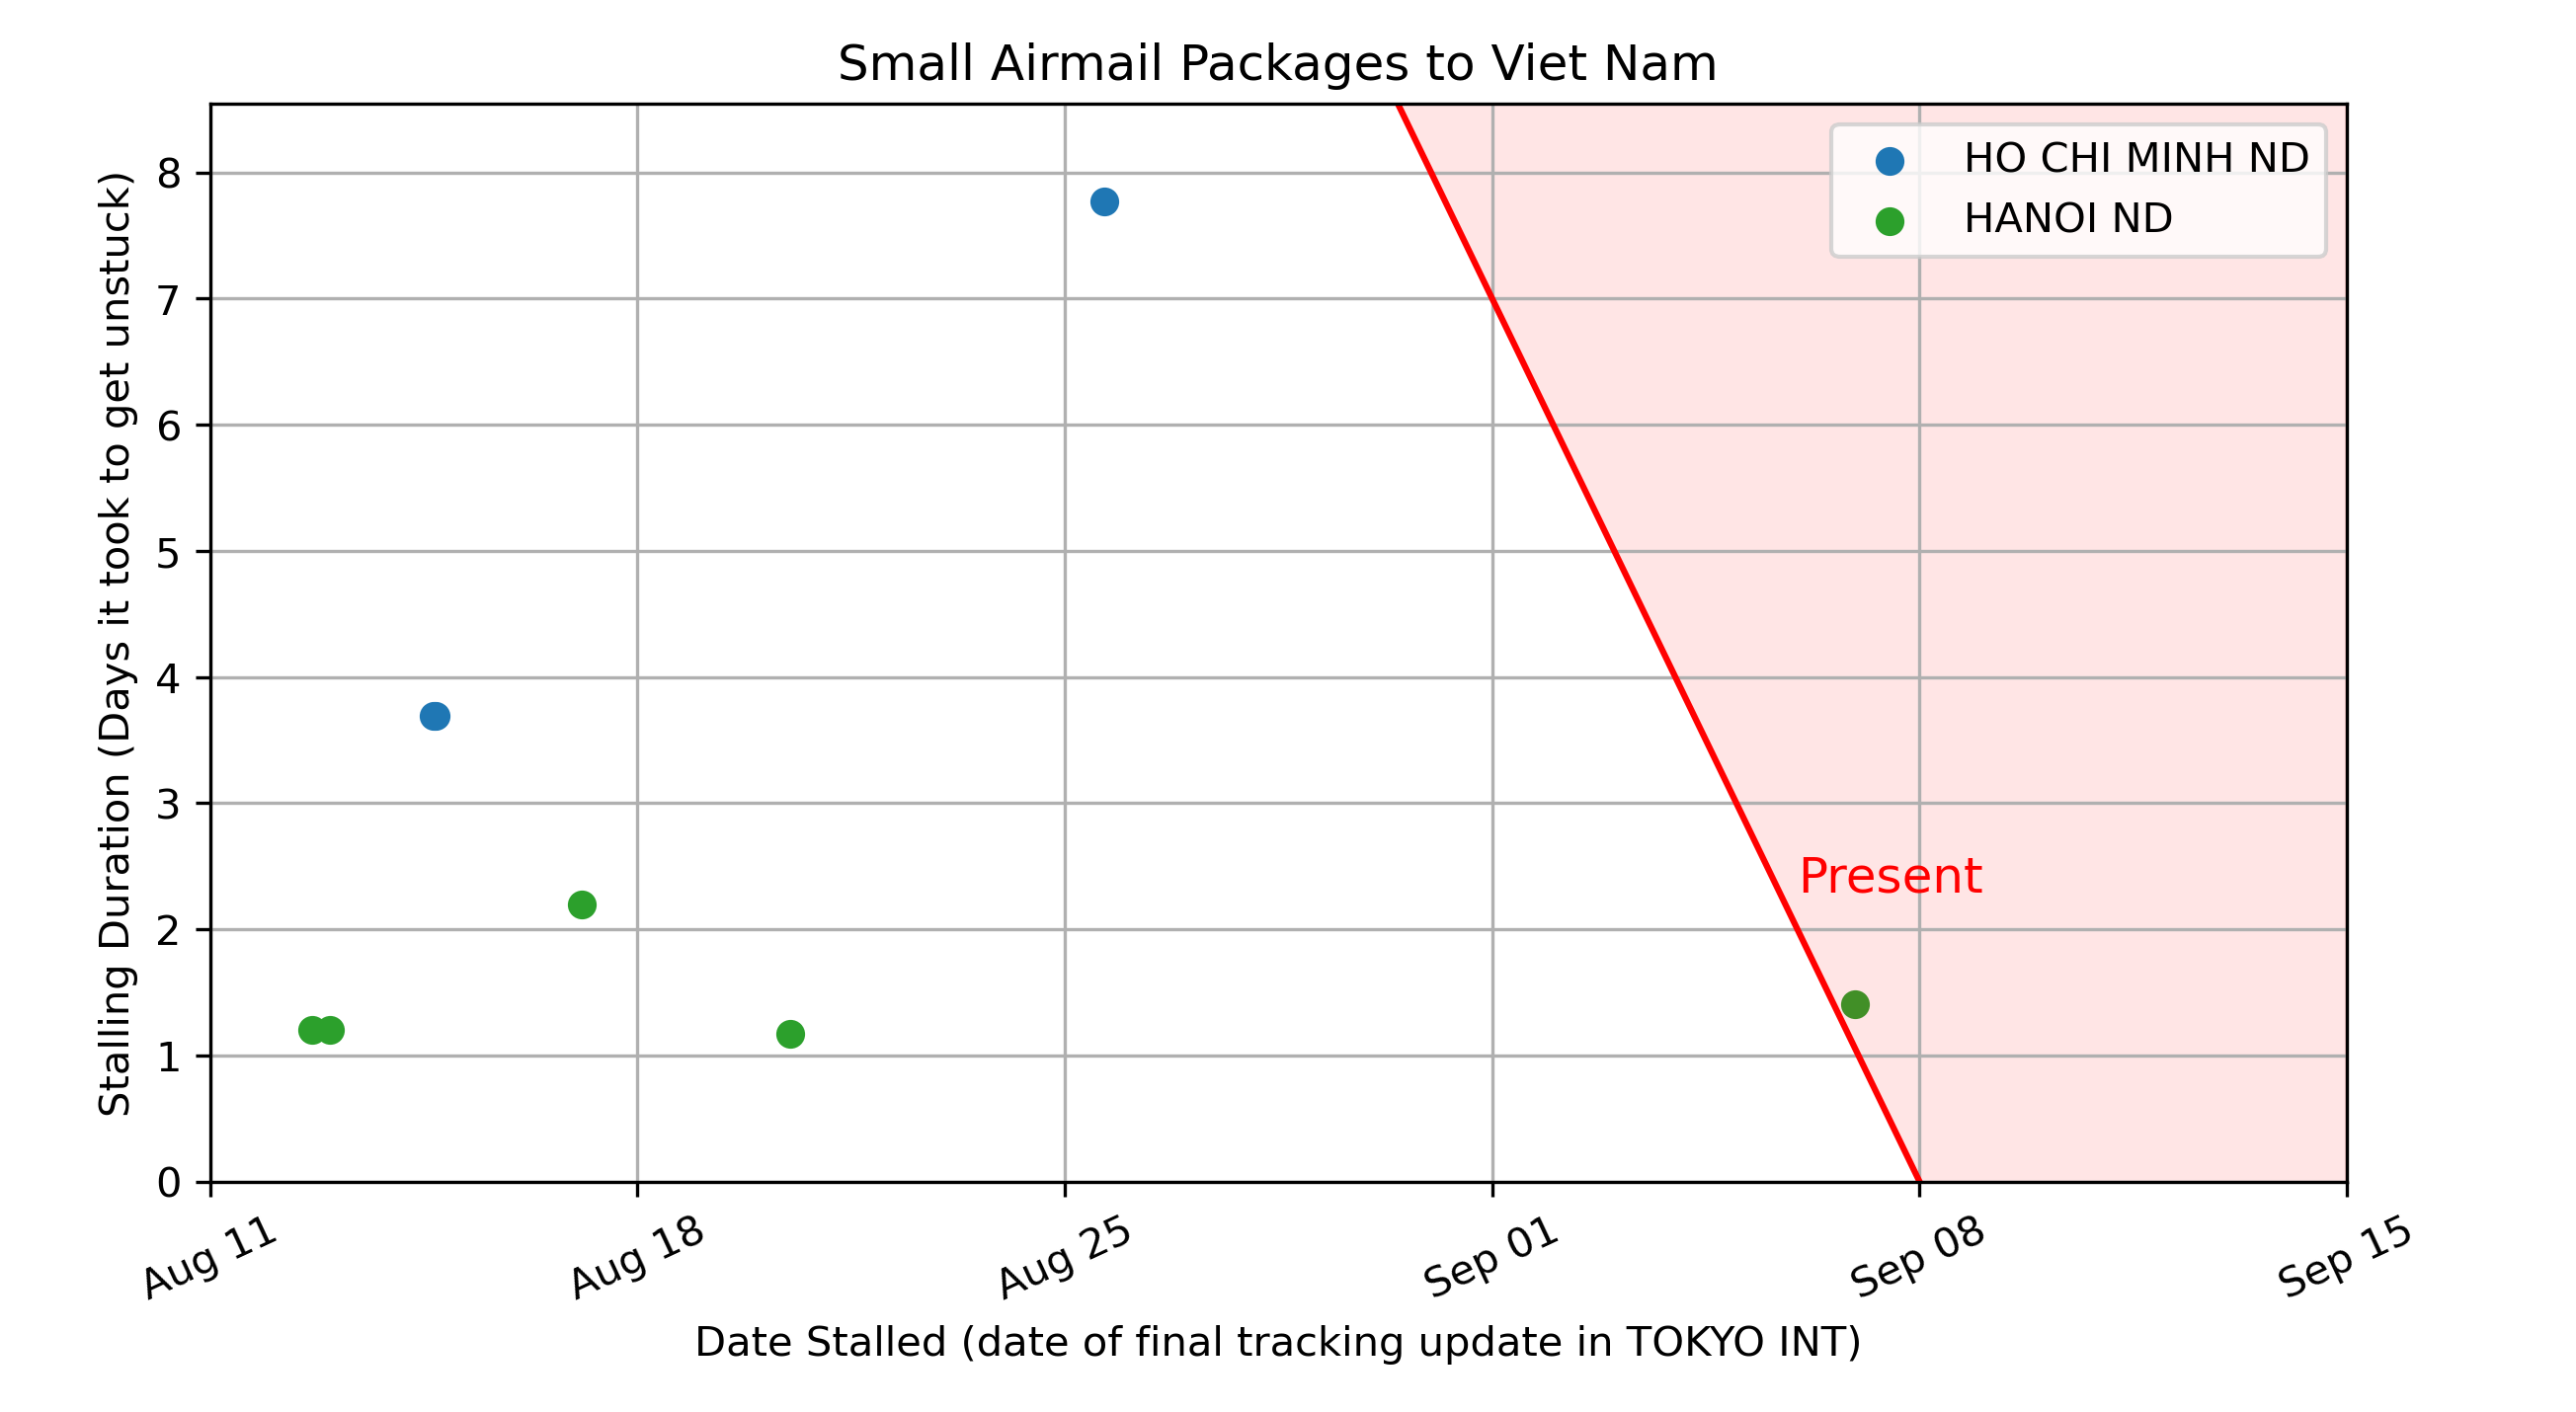 Small Airmail Packages to Viet Nam
Stalling Duration (Days it took to get unstuck)
8
7
6
5
4
3
2
1
0
HO CHI MINH ND
HANOI ND
Present
Aug 11
Aug 18
Aug 25
Sep 01
Sep 08
Sep 15
Date Stalled (date of final tracking update in TOKYO INT)